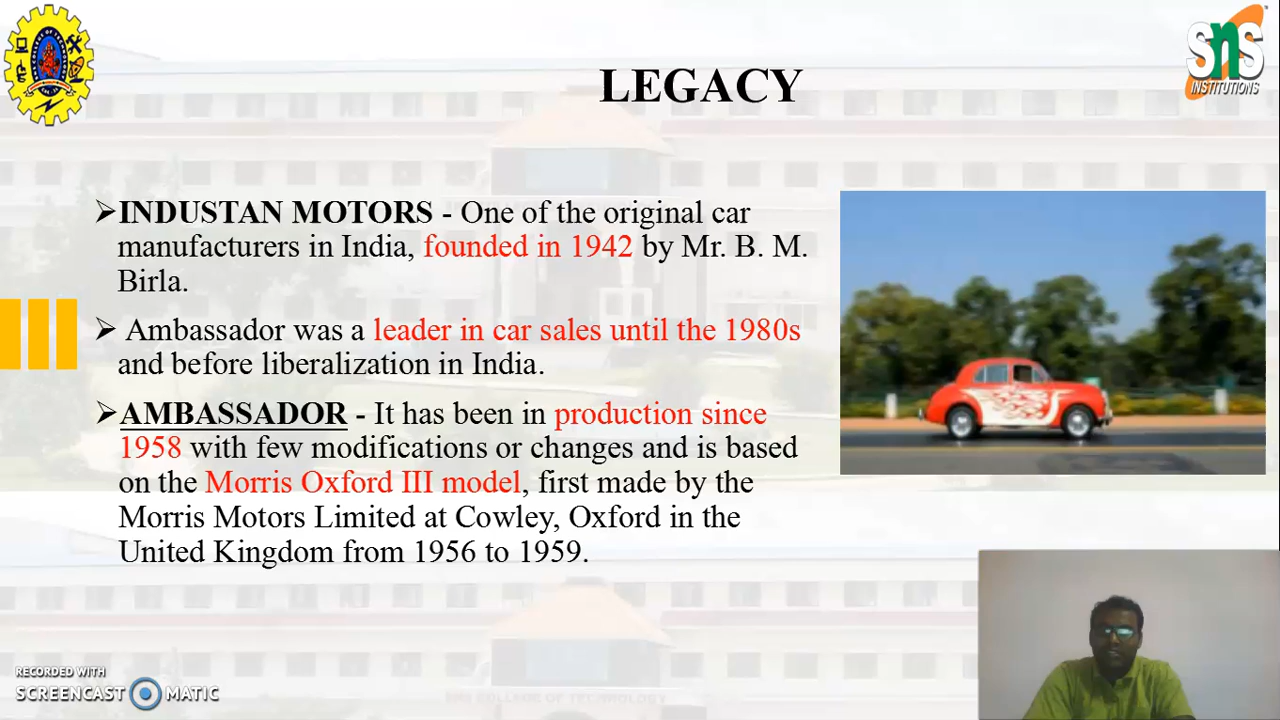 LEGACY
SnS
INSTITUTIONS
➢INDUSTAN MOTORS - One of the original car
manufacturers in India, founded in 1942 by Mr. B. M.
Birla.
➢ Ambassador was a leader in car sales until the 1980s
and before liberalization in India.
➢AMBASSADOR - It has been in production since
1958 with few modifications or changes and is based
on the Morris Oxford III model, first made by the
Morris Motors Limited at Cowley, Oxford in the
United Kingdom from 1956 to 1959.
RECORDED WITH
SCREENCAST MATIC